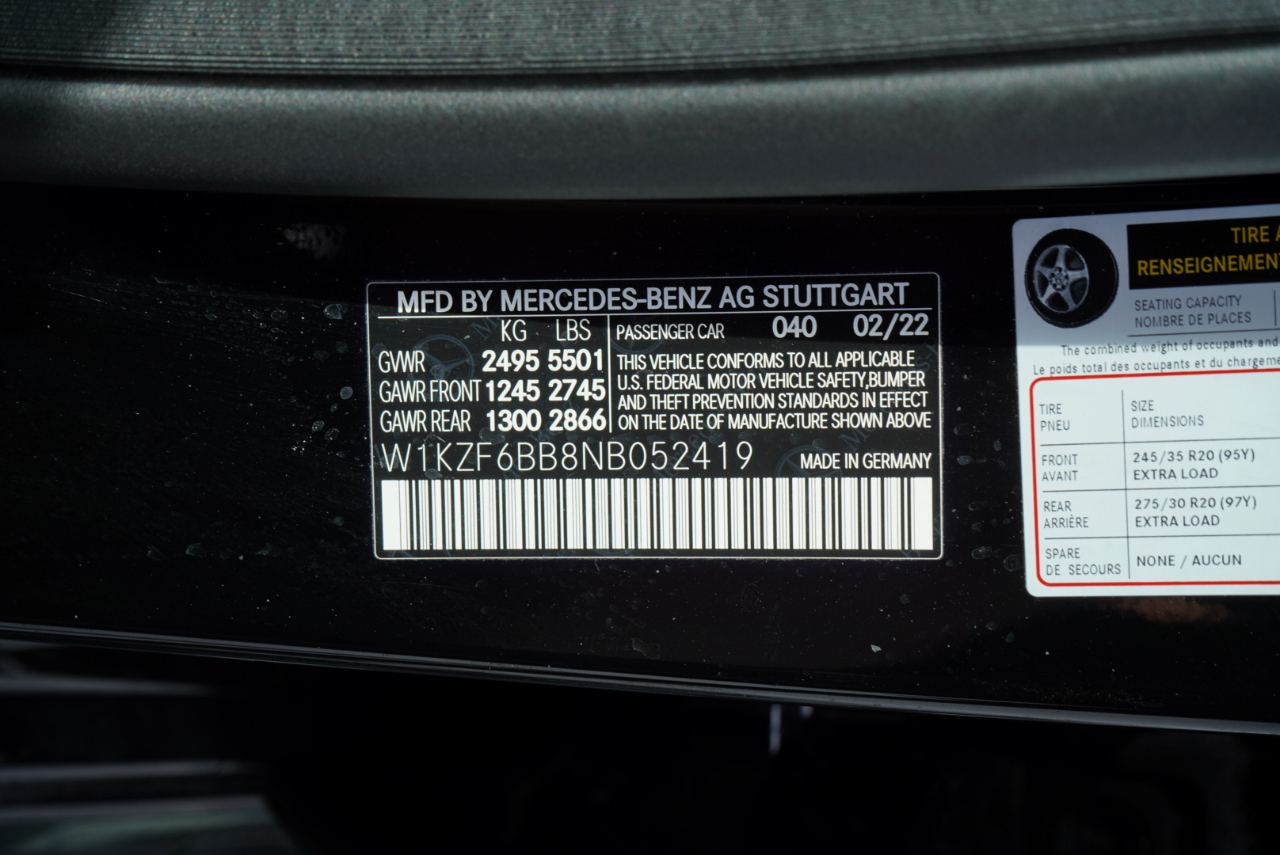 MFD BY MERCEDES-BENZ AG STUTTGART
KG LBS
GVWR 2495 5501
GAWR FRONT 1245 2745
GAWR REAR 1300 2866
PASSENGER CAR 040 02/22
THIS VEHICLE CONFORMS TO ALL APPLICABLE
U.S. FEDERAL MOTOR VEHICLE SAFETY,BUMPER
AND THEFT PREVENTION STANDARDS IN EFFECT
ON THE DATE OF MANUFACTURE SHOWN ABOVE
W1KZF6BB8NB052419 MADE IN GERMANY
TIRE
RENSEIGNEMEN
SEATING CAPACITY
NOMBRE DE PLACES
The combined weight of occupants and
Le poids total des occupants et du chargeme
TIRE SIZE
PNEU DIMENSIONS
FRONT 245/35 R20 (95Y)
AVANT EXTRA LOAD
REAR 275/30 R20 (97Y)
ARRIÈRE EXTRA LOAD
SPARE NONE / AUCUN
DE SECOURS